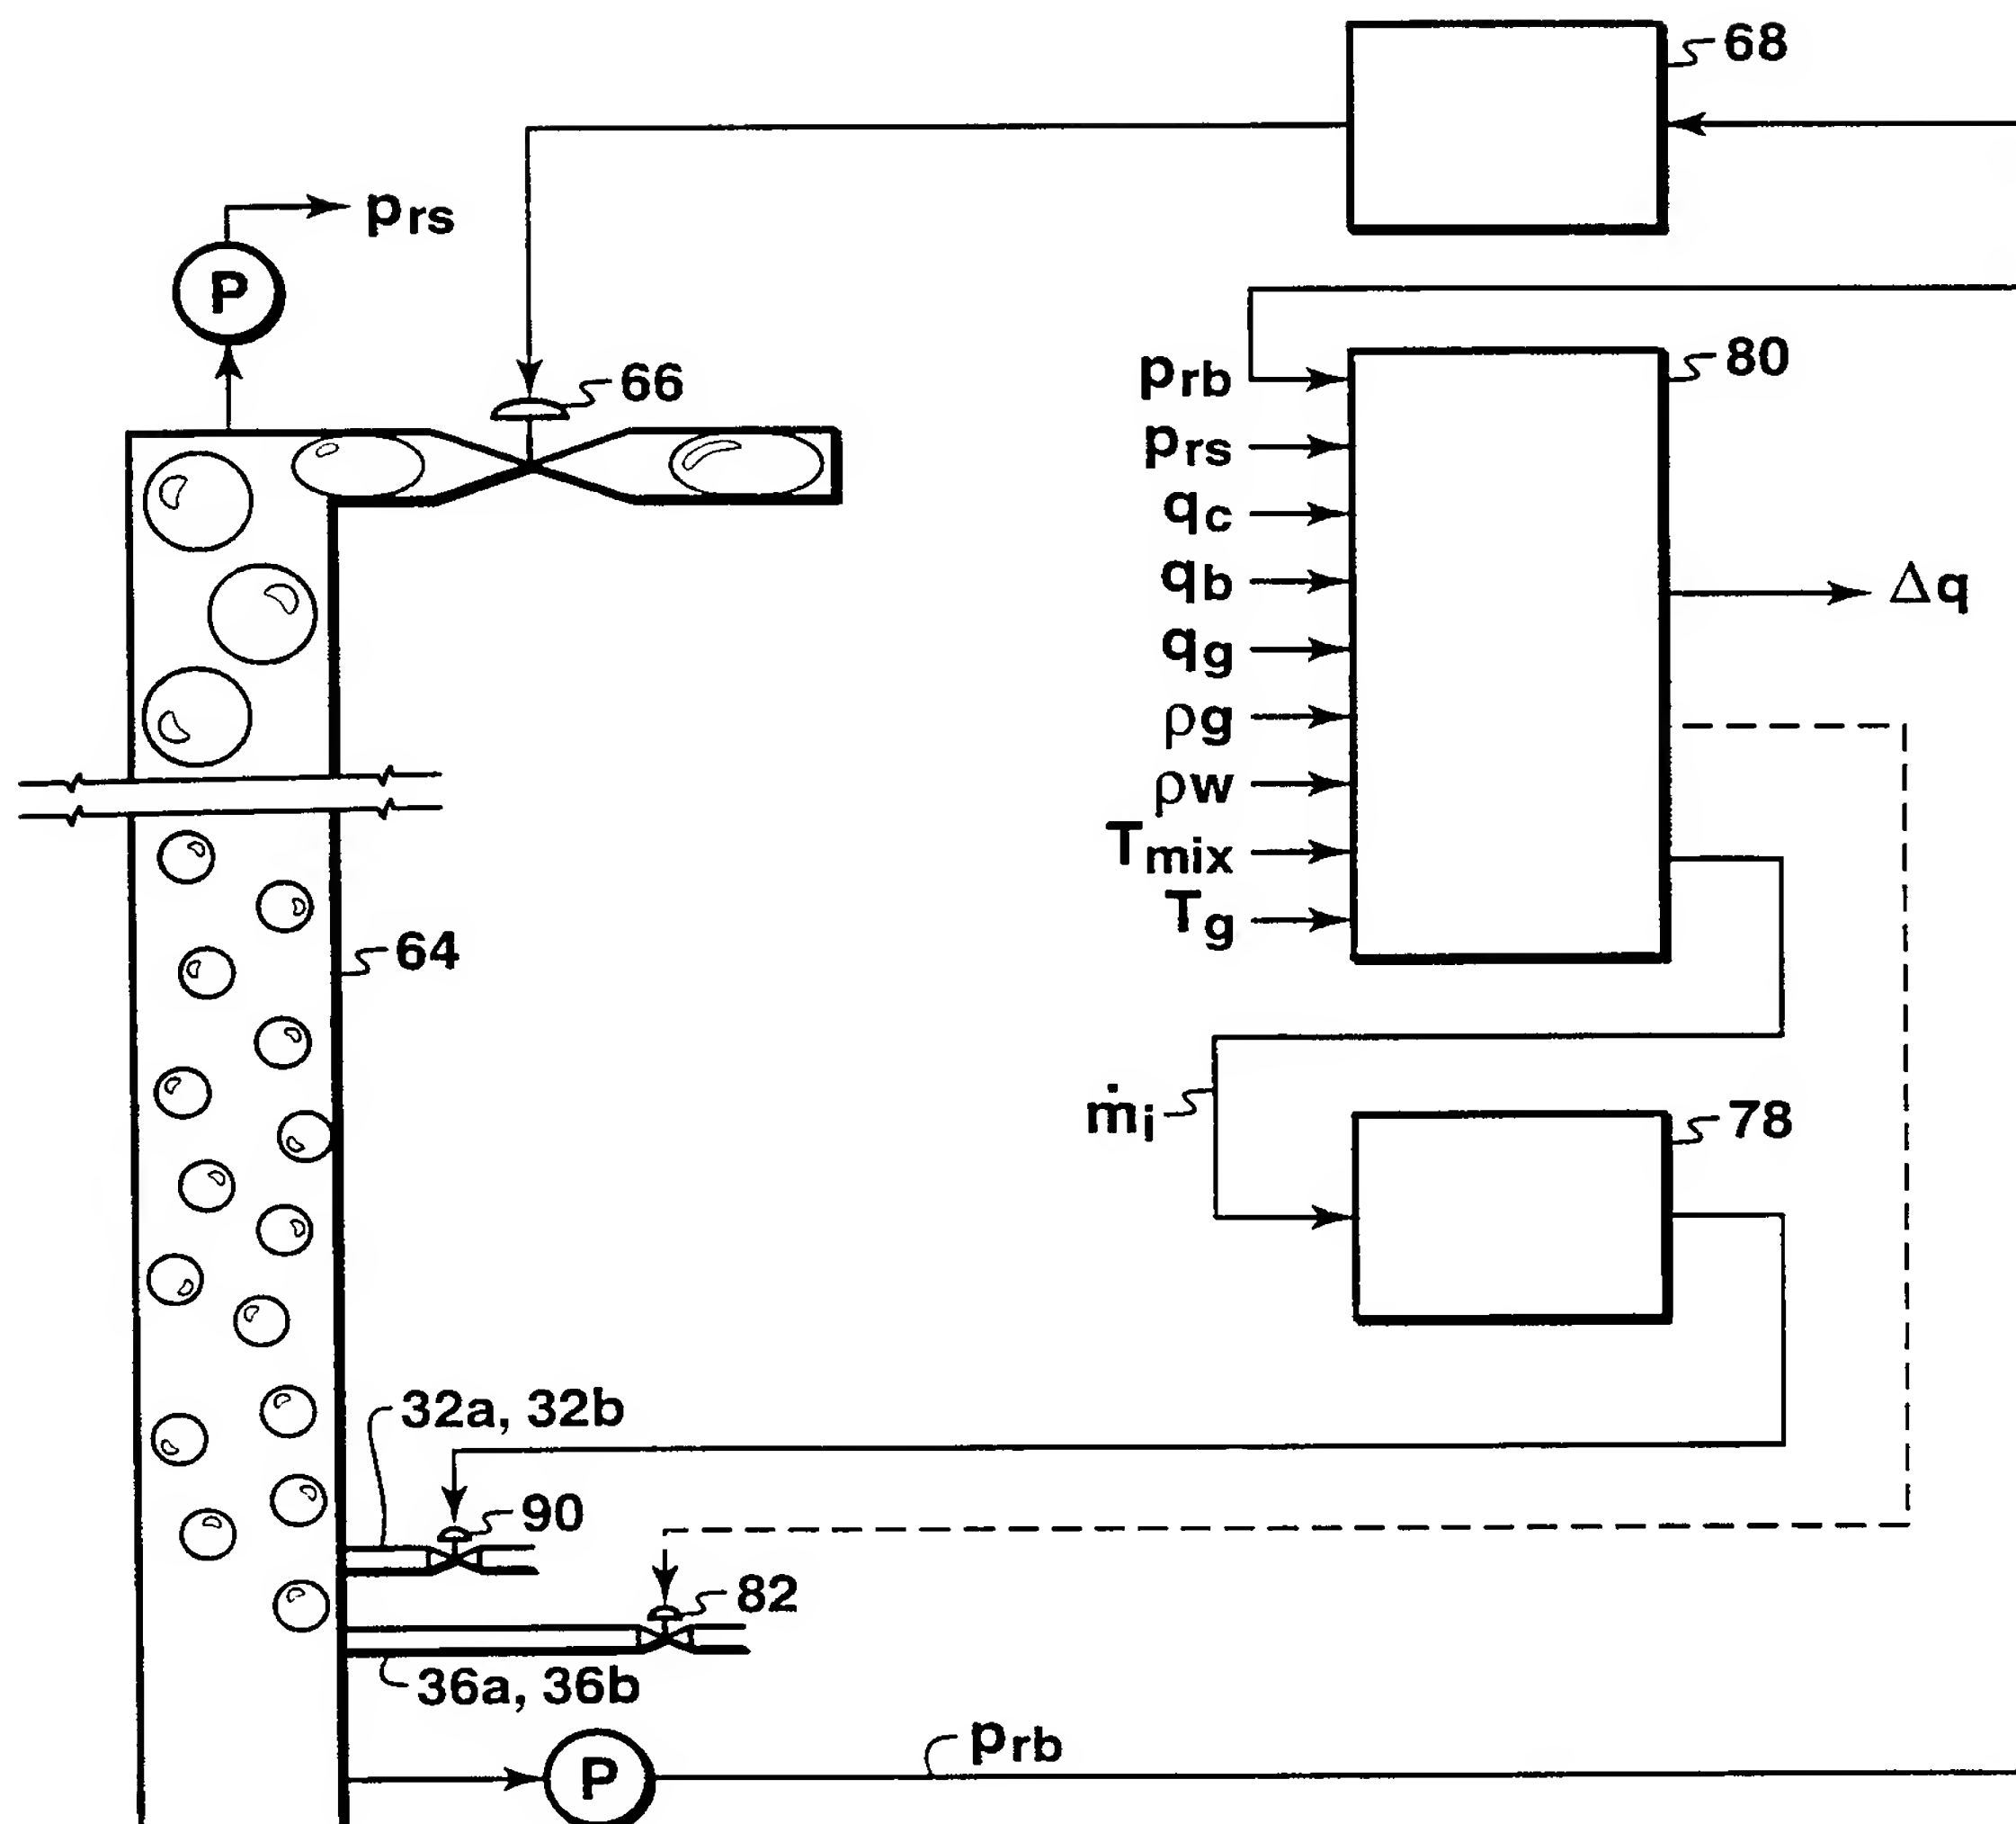 68
prs
P
66
80
prb
prs
qc
qb
Δq
qg
ρg
ρw
Tmix
Tg
64
ṁi
78
32a, 32b
90
82
36a, 36b
prb
P